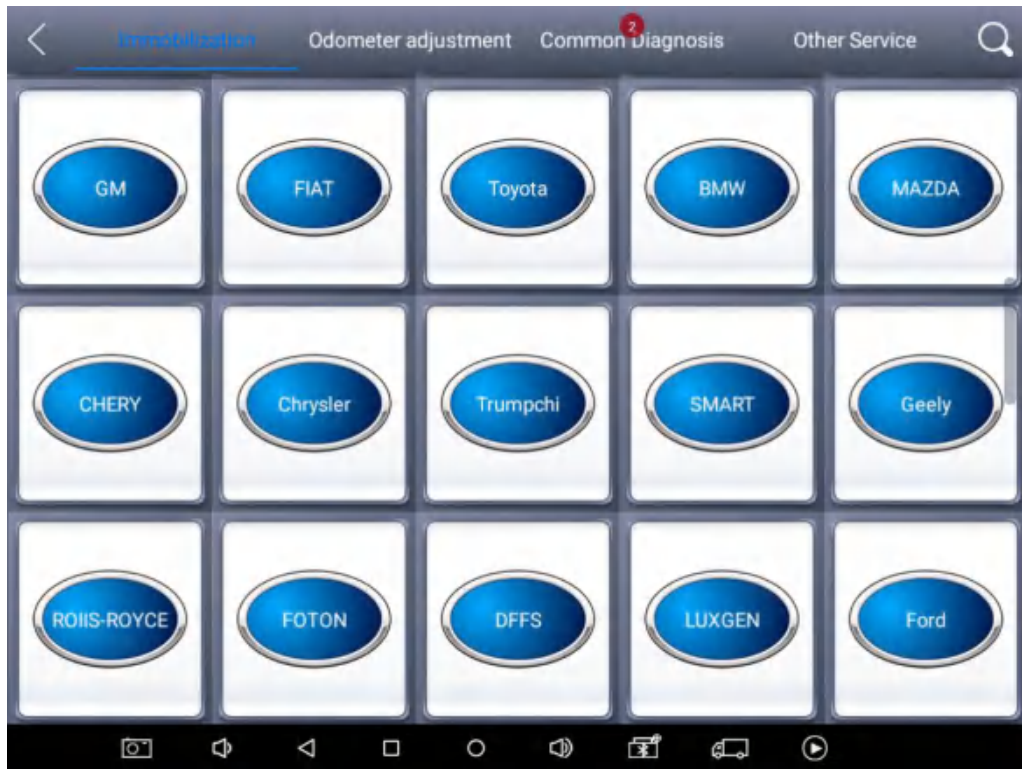 Immobilization Odometer adjustment Common Diagnosis Other Service
2
GM FIAT Toyota BMW MAZDA
CHERY Chrysler Trumpchi SMART Geely
ROIIS-ROYCE FOTON DFFS LUXGEN Ford